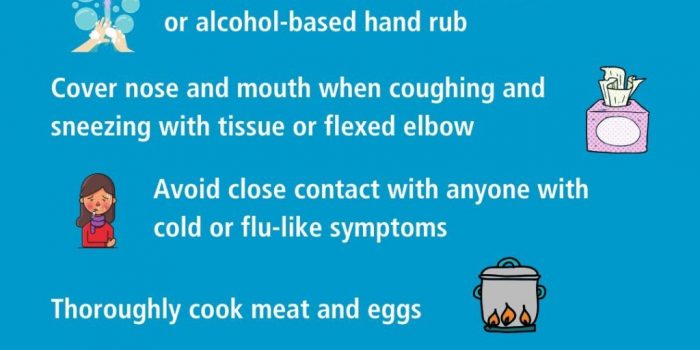 or alcohol-based hand rub
Cover nose and mouth when coughing and
sneezing with tissue or flexed elbow
Avoid close contact with anyone with
cold or flu-like symptoms
Thoroughly cook meat and eggs